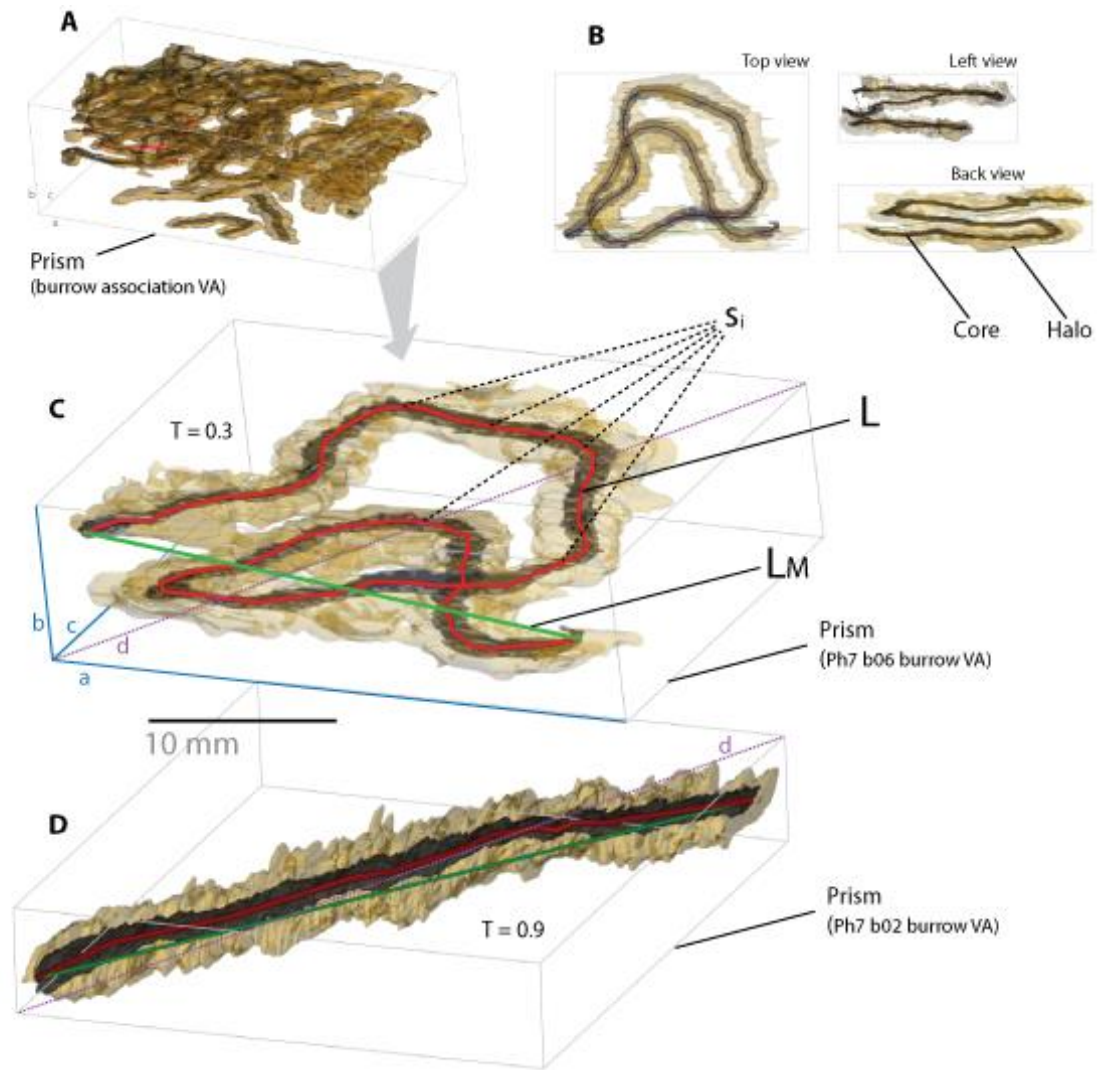 A
B
Top view
Left view
Back view
b
c
a
Prism
(burrow association VA)
Core
Halo
Si
C
T = 0.3
L
LM
b
c
d
a
Prism
(Ph7 b06 burrow VA)
10 mm
d
D
T = 0.9
Prism
(Ph7 b02 burrow VA)